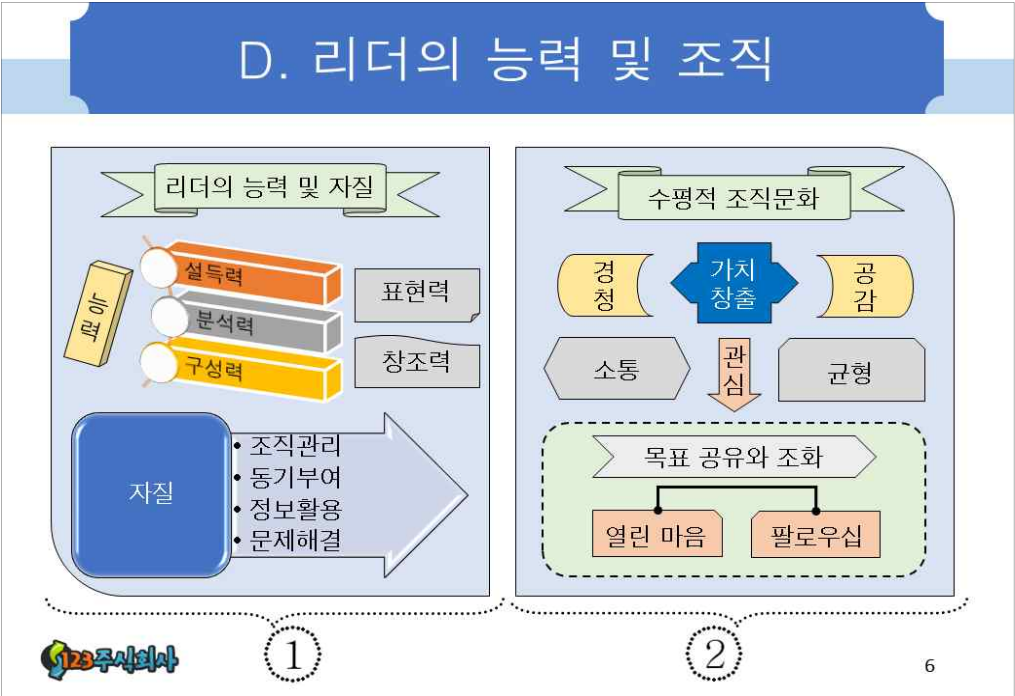 D. 리더의 능력 및 조직
리더의 능력 및 자질
능력
설득력
분석력
구성력
표현력
창조력
자질
• 조직관리
• 동기부여
• 정보활용
• 문제해결
1
수평적 조직문화
경청
가치
창출
공감
소통
관심
균형
목표 공유와 조화
열린 마음
팔로우십
2
123주식회사
6